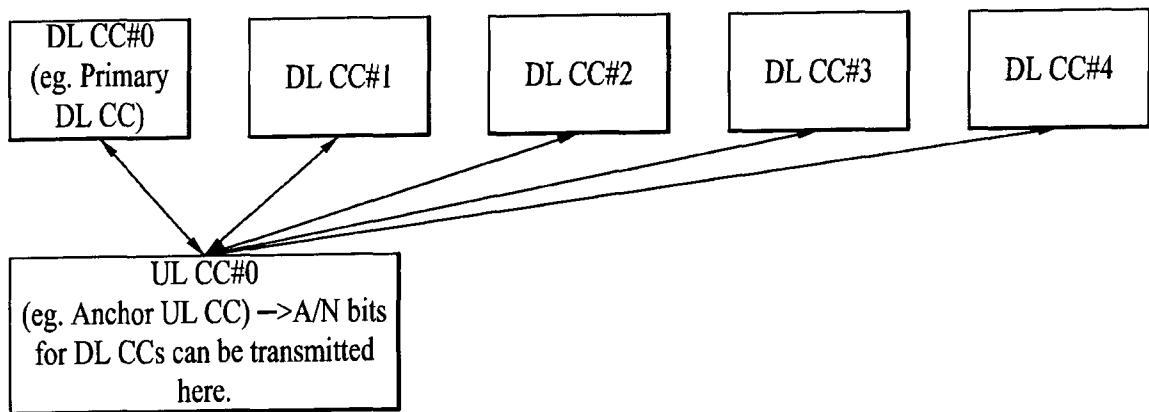 DL CC#0
(eg. Primary
DL CC)
DL CC#1
DL CC#2
DL CC#3
DL CC#4
UL CC#0
(eg. Anchor UL CC) —>A/N bits
for DL CCs can be transmitted
here.